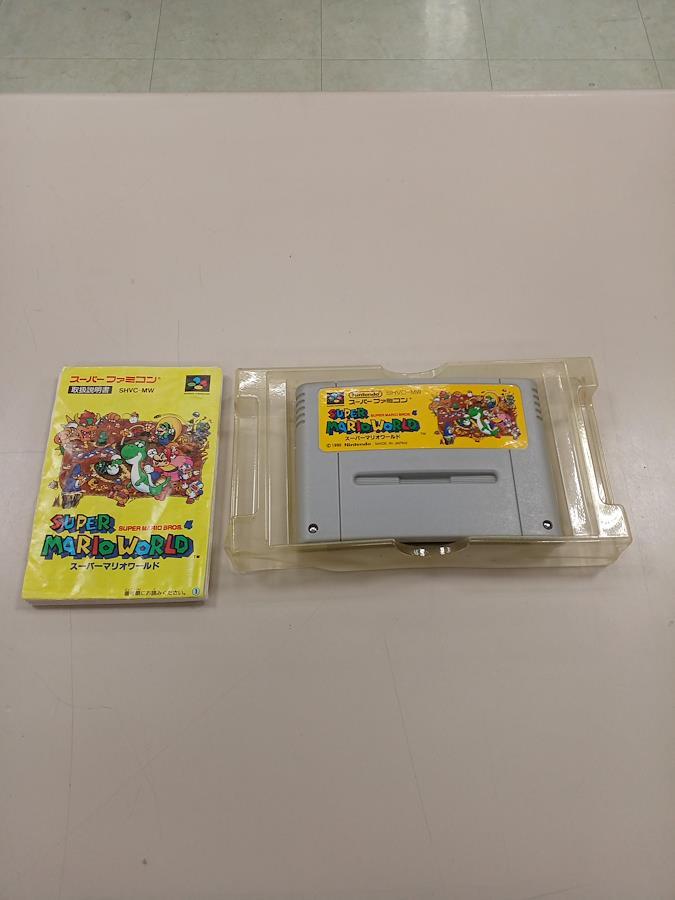 スーパーファミコン
取扱説明書 SHVC-MW
SUPER
SUPER MARIO BROS. 4
MARIO WORLD
スーパーマリオワールド
Nintendo SHVC-MW
スーパーファミコン
SUPER
SUPER MARIO BROS. 4
MARIO WORLD
スーパーマリオワールド
© 1990 Nintendo MADE IN JAPAN